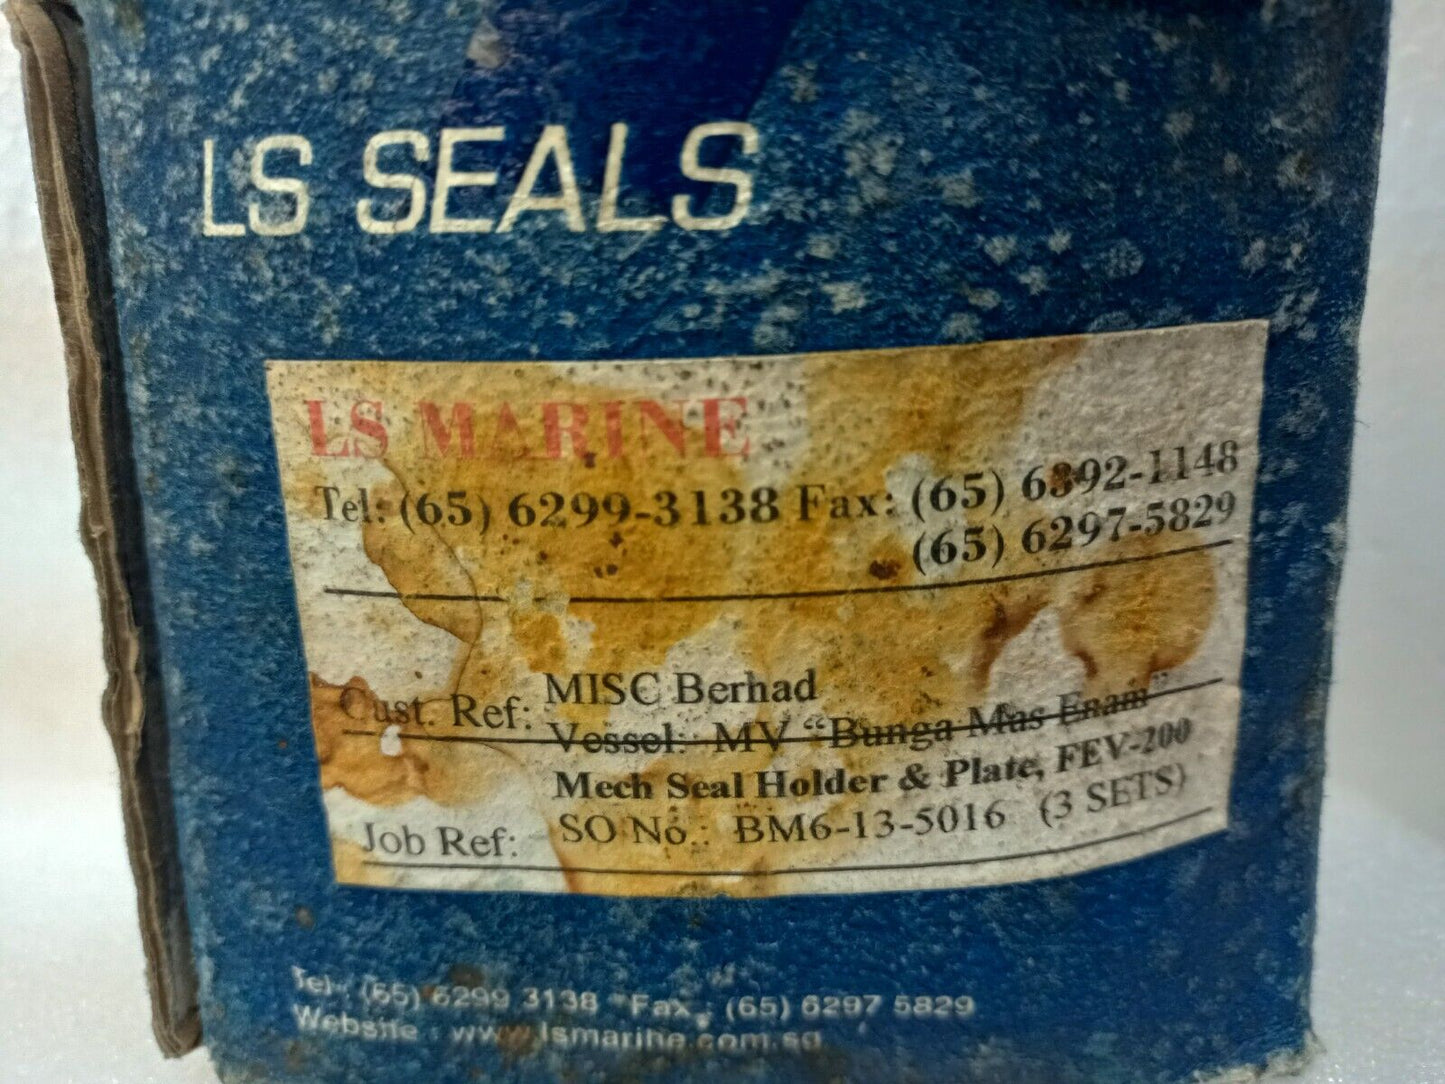 LS SEALS
LS MARINE
Tel: (65) 6299-3138 Fax: (65) 6392-1148
(65) 6297-5829
Cust. Ref: MISC Berhad
Vessel: MV “Bunga Mas Enam”
Mech Seal Holder & Plate, FEV-200
Job Ref: SO No.: BM6-13-5016 (3 SETS)
Tel : (65) 6299 3138 Fax : (65) 6297 5829
Website : www.lsmarine.com.sg